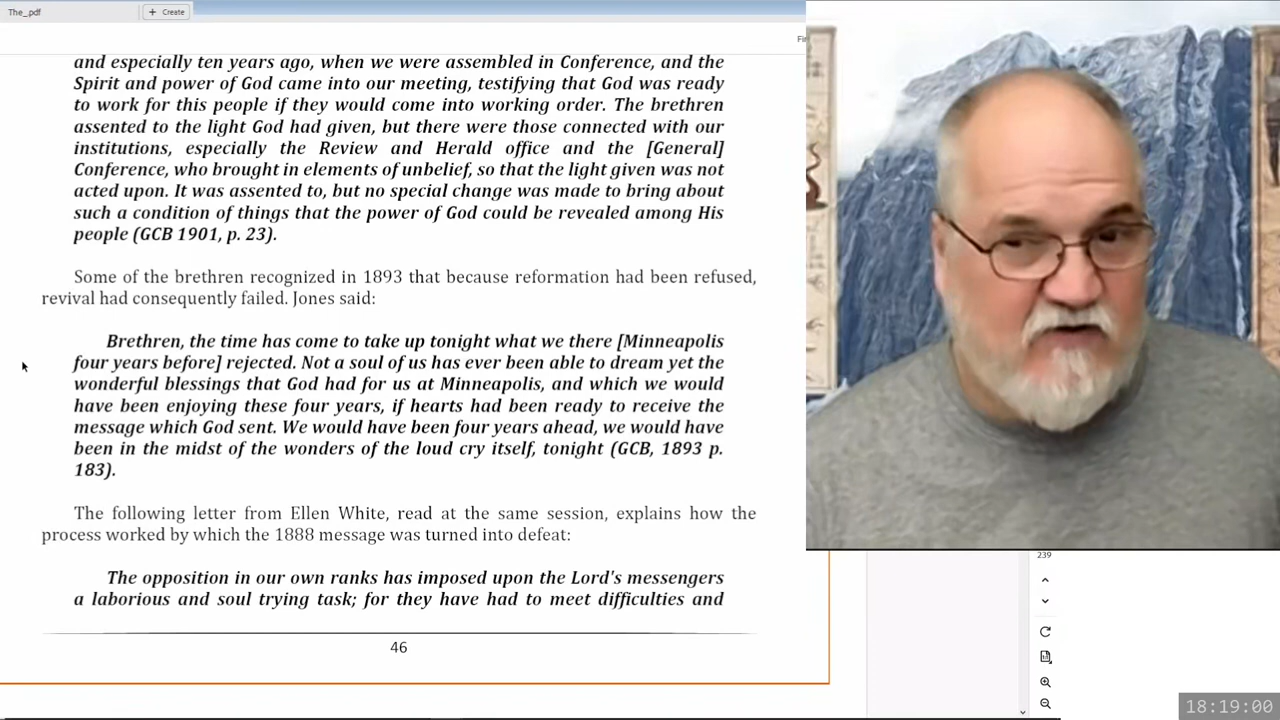 The_pdf
+ Create
Fi
and especially ten years ago, when we were assembled in Conference, and the
Spirit and power of God came into our meeting, testifying that God was ready
to work for this people if they would come into working order. The brethren
assented to the light God had given, but there were those connected with our
institutions, especially the Review and Herald office and the [General]
Conference, who brought in elements of unbelief, so that the light given was not
acted upon. It was assented to, but no special change was made to bring about
such a condition of things that the power of God could be revealed among His
people (GCB 1901, p. 23).
Some of the brethren recognized in 1893 that because reformation had been refused,
revival had consequently failed. Jones said:
Brethren, the time has come to take up tonight what we there [Minneapolis
four years before] rejected. Not a soul of us has ever been able to dream yet the
wonderful blessings that God had for us at Minneapolis, and which we would
have been enjoying these four years, if hearts had been ready to receive the
message which God sent. We would have been four years ahead, we would have
been in the midst of the wonders of the loud cry itself, tonight (GCB, 1893 p.
183).
The following letter from Ellen White, read at the same session, explains how the
process worked by which the 1888 message was turned into defeat:
The opposition in our own ranks has imposed upon the Lord's messengers
a laborious and soul trying task; for they have had to meet difficulties and
46
239
18:19:00